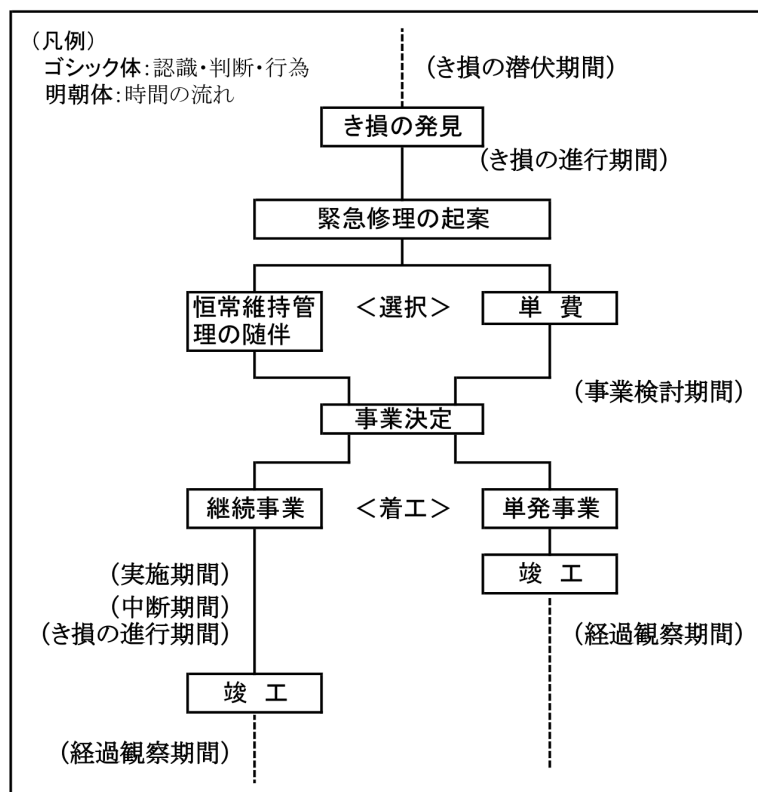 (凡例)
ゴシック体:認識・判断・行為
明朝体:時間の流れ
(き損の潜伏期間)
き損の発見
(き損の進行期間)
緊急修理の起案
恒常維持管
理の随伴
<選択>
単 費
(事業検討期間)
事業決定
継続事業
<着工>
単発事業
竣 工
(実施期間)
(中断期間)
(き損の進行期間)
(経過観察期間)
竣 工
(経過観察期間)